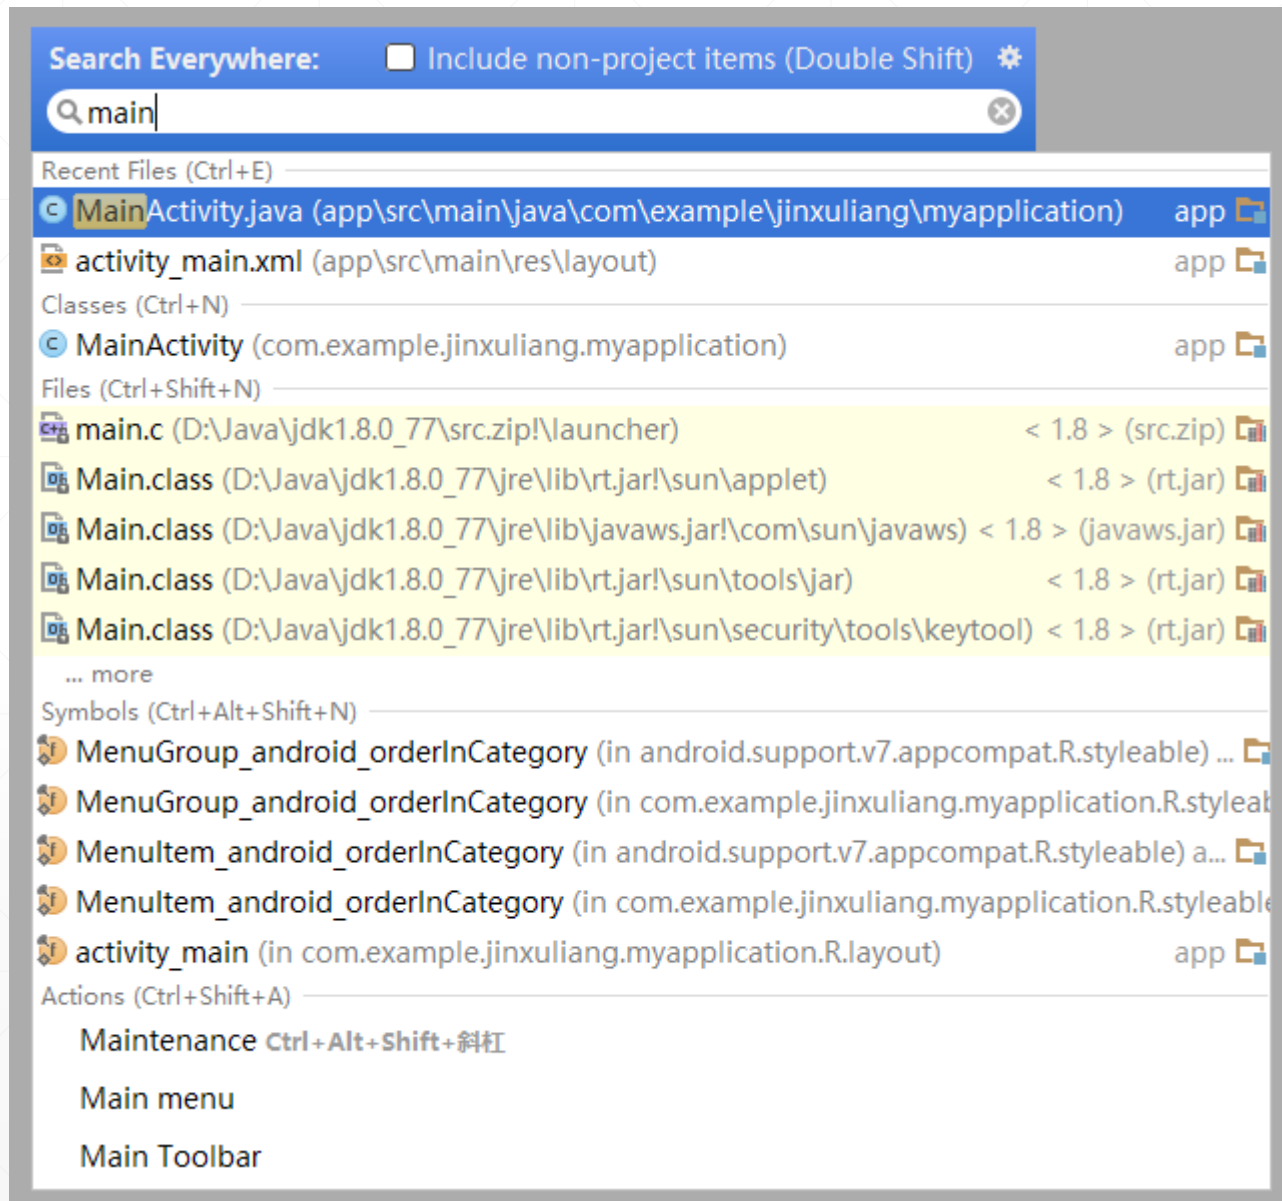 Search Everywhere: Include non-project items (Double Shift)
main
Recent Files (Ctrl+E)
MainActivity.java (app\src\main\java\com\example\jinxuliang\myapplication) app
activity_main.xml (app\src\main\res\layout) app
Classes (Ctrl+N)
MainActivity (com.example.jinxuliang.myapplication) app
Files (Ctrl+Shift+N)
main.c (D:\Java\jdk1.8.0_77\src.zip!\launcher) < 1.8 > (src.zip)
Main.class (D:\Java\jdk1.8.0_77\jre\lib\rt.jar!\sun\applet) < 1.8 > (rt.jar)
Main.class (D:\Java\jdk1.8.0_77\jre\lib\javaws.jar!\com\sun\javaws) < 1.8 > (javaws.jar)
Main.class (D:\Java\jdk1.8.0_77\jre\lib\rt.jar!\sun\tools\jar) < 1.8 > (rt.jar)
Main.class (D:\Java\jdk1.8.0_77\jre\lib\rt.jar!\sun\security\tools\keytool) < 1.8 > (rt.jar)
... more
Symbols (Ctrl+Alt+Shift+N)
MenuGroup_android_orderInCategory (in android.support.v7.appcompat.R.styleable) ...
MenuGroup_android_orderInCategory (in com.example.jinxuliang.myapplication.R.styleab
MenuItem_android_orderInCategory (in android.support.v7.appcompat.R.styleable) a...
MenuItem_android_orderInCategory (in com.example.jinxuliang.myapplication.R.styleable
activity_main (in com.example.jinxuliang.myapplication.R.layout) app
Actions (Ctrl+Shift+A)
Maintenance Ctrl+Alt+Shift+斜杠
Main menu
Main Toolbar